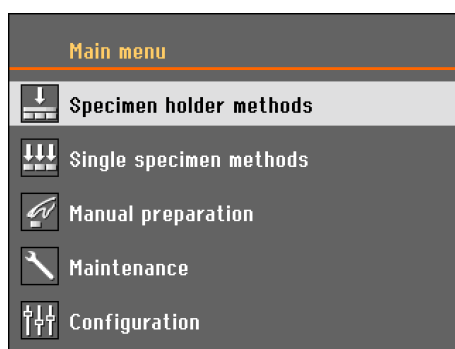 Main menu
Specimen holder methods
Single specimen methods
Manual preparation
Maintenance
Configuration